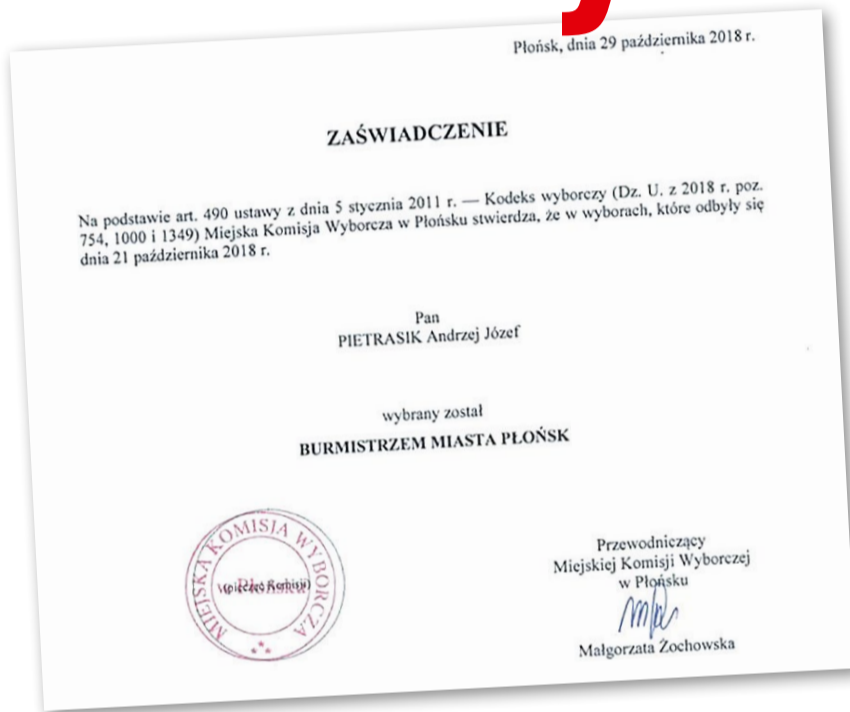 Płońsk, dnia 29 października 2018 r.
ZAŚWIADCZENIE
Na podstawie art. 490 ustawy z dnia 5 stycznia 2011 r. — Kodeks wyborczy (Dz. U. z 2018 r. poz.
754, 1000 i 1349) Miejska Komisja Wyborcza w Płońsku stwierdza, że w wyborach, które odbyły się
dnia 21 października 2018 r.
Pan
PIETRASIK Andrzej Józef
wybrany został
BURMISTRZEM MIASTA PŁOŃSK
MIEJSKA KOMISJA WYBORCZA
w Płońsku
(pieczęć Komisji)
Przewodniczący
Miejskiej Komisji Wyborczej
w Płońsku
Małgorzata Żochowska